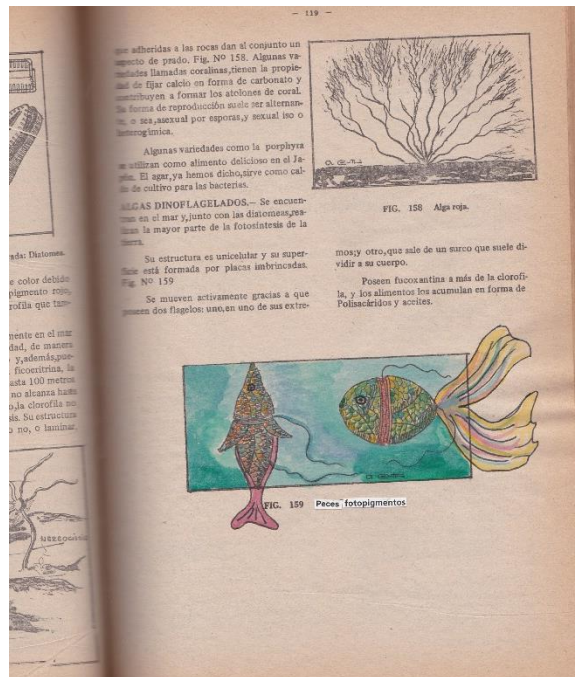 ada: Diatomea.
e color debido
pigmento rojo,
rofila que tam-
mente en el mar
dad, de manera
y,además,pue-
ficoeritrina, la
asta 100 metros
no alcanza
o,la clorofila no
sis. Su estructura
o no, o laminar.
— 119 —
que adheridas a las rocas dan al conjunto un
aspecto de prado. Fig. Nº 158. Algunas va-
riedades llamadas coralinas,tienen la propie-
dad de fijar calcio en forma de carbonato y
contribuyen a formar los atolones de coral.
Su forma de reproducción suele ser alternan-
te, o sea,asexual por esporas,y sexual iso o
heterogímica.
Algunas variedades como la porphyra
se utilizan como alimento delicioso en el Ja-
pón. El agar,ya hemos dicho,sirve como cal-
do de cultivo para las bacterias.
ALGAS DINOFLAGELADOS.— Se encuen-
tran en el mar y,junto con las diatomeas,rea-
lizan la mayor parte de la fotosíntesis de la
tierra.
Su estructura es unicelular y su super-
ficie está formada por placas imbrincadas.
Fig. Nº 159
Se mueven activamente gracias a que
poseen dos flagelos: uno,en uno de sus extre-
FIG. 158 Alga roja.
mos;y otro,que sale de un surco que suele di-
vidir a su cuerpo.
Poseen fucoxantina a más de la clorofi-
la, y los alimentos los acumulan en forma de
Polisacáridos y aceites.
FIG. 159 Peces fotopigmentos